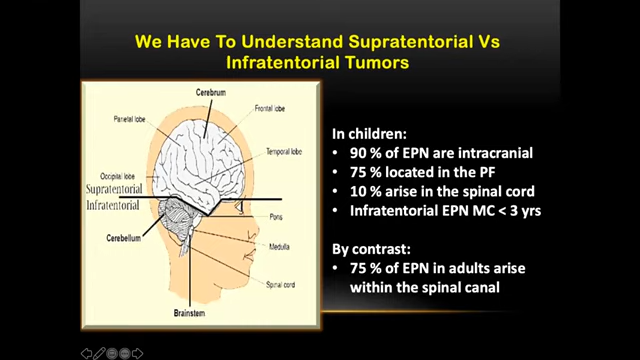 We Have To Understand Supratentorial Vs
Infratentorial Tumors
Cerebrum
Parietal lobe
Frontal lobe
Temporal lobe
Occipital lobe
Supratentorial
Infratentorial
Pons
Cerebellum
Medulla
Spinal cord
Brainstem
In children:
• 90 % of EPN are intracranial
• 75 % located in the PF
• 10 % arise in the spinal cord
• Infratentorial EPN MC < 3 yrs
By contrast:
• 75 % of EPN in adults arise
within the spinal canal